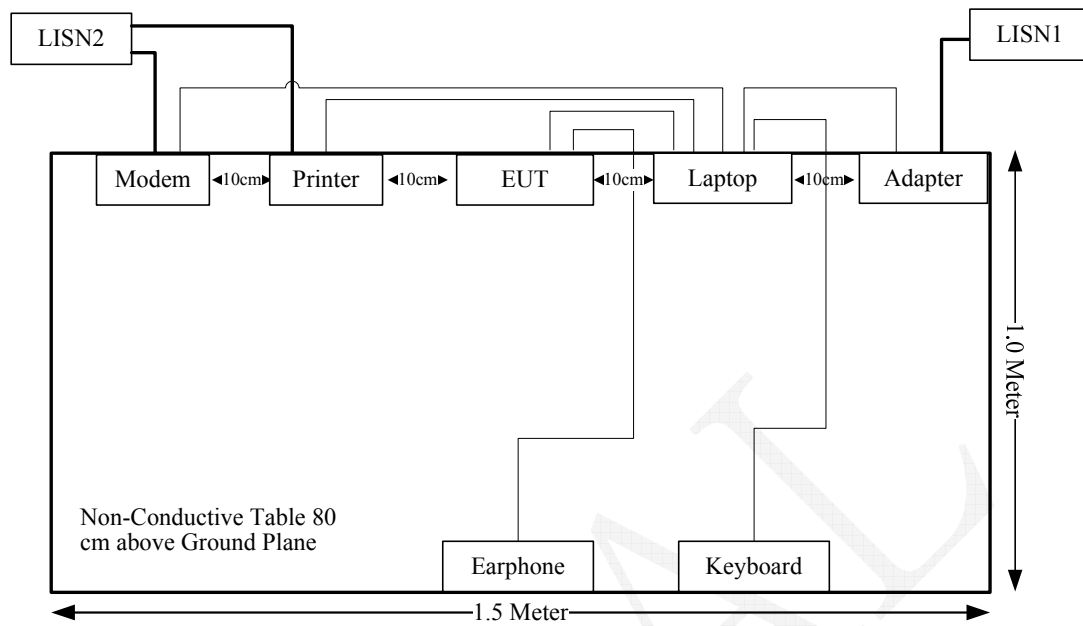 LISN2
LISN1
Modem
10cm
Printer
10cm
EUT
10cm
Laptop
10cm
Adapter
1.0 Meter
Non-Conductive Table 80
cm above Ground Plane
Earphone
Keyboard
1.5 Meter